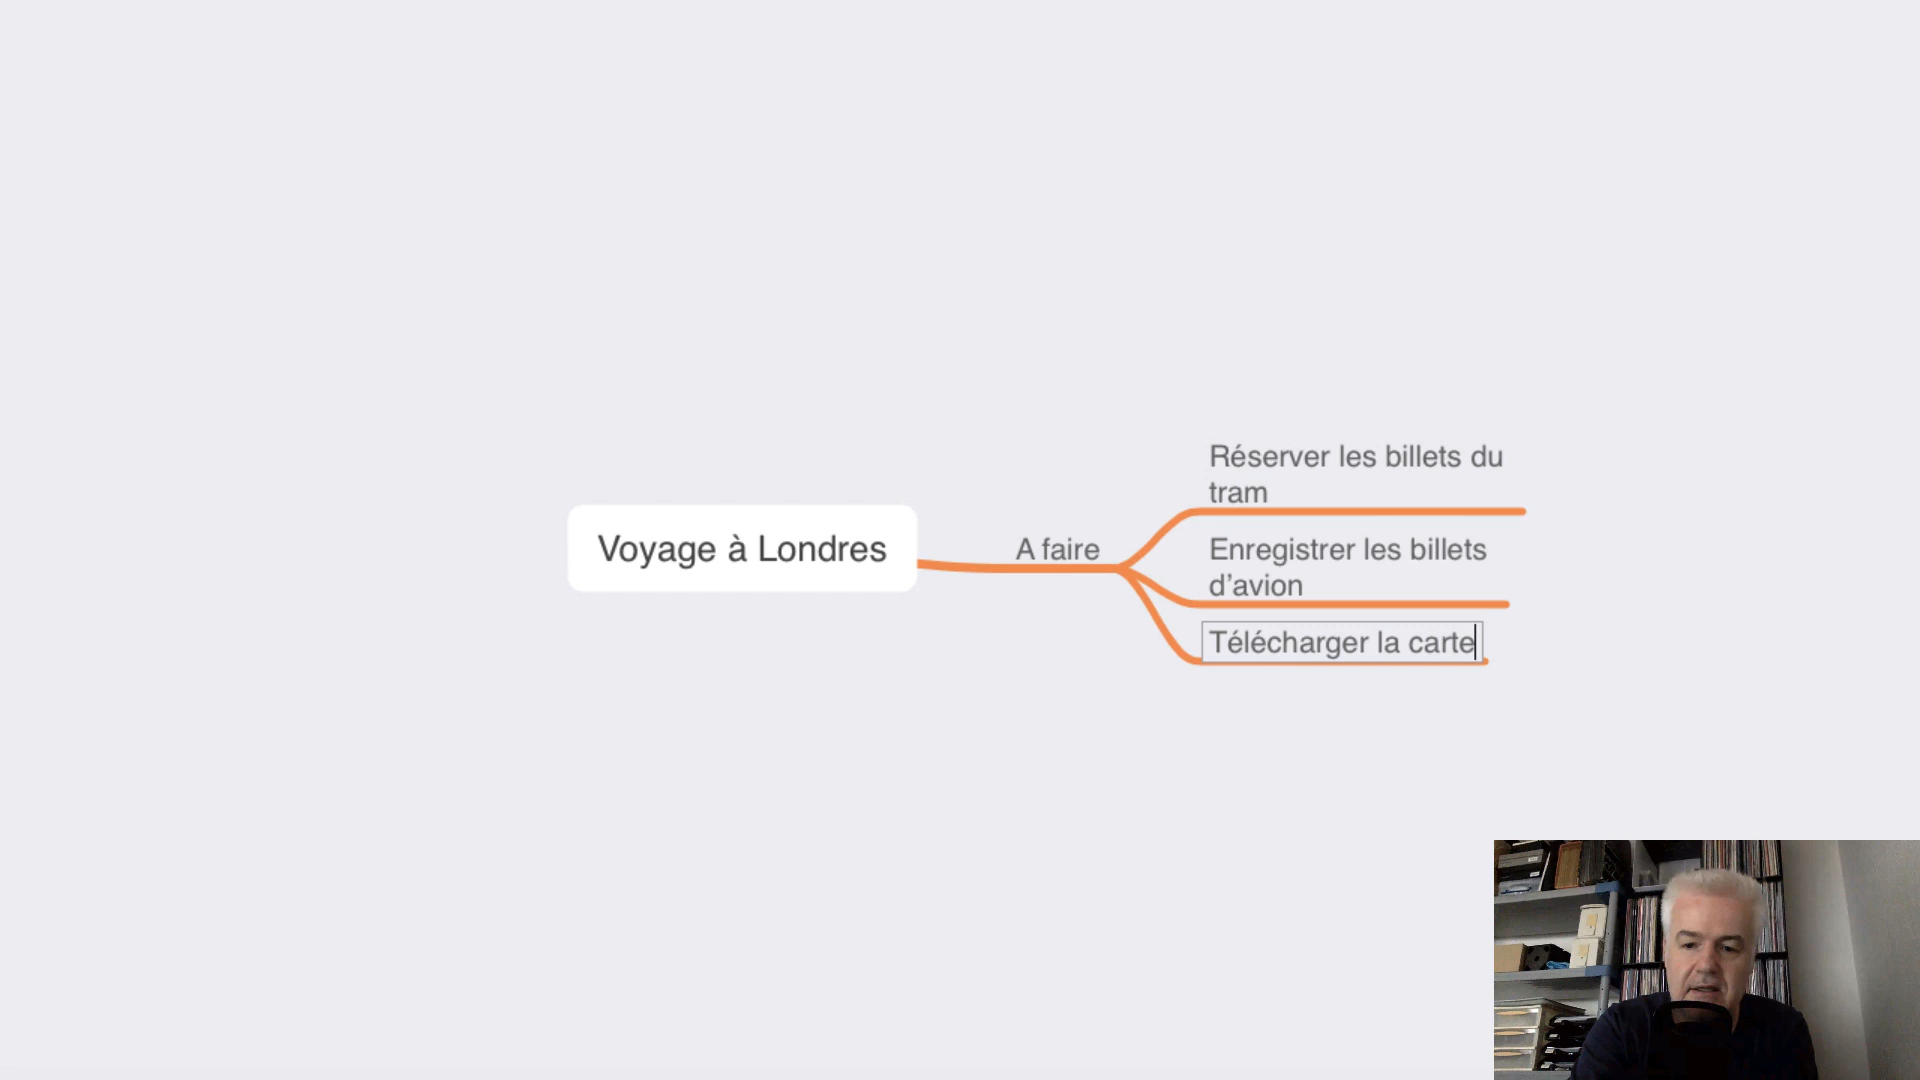 Voyage à Londres
A faire
Réserver les billets du
tram
Enregistrer les billets
d’avion
Télécharger la carte